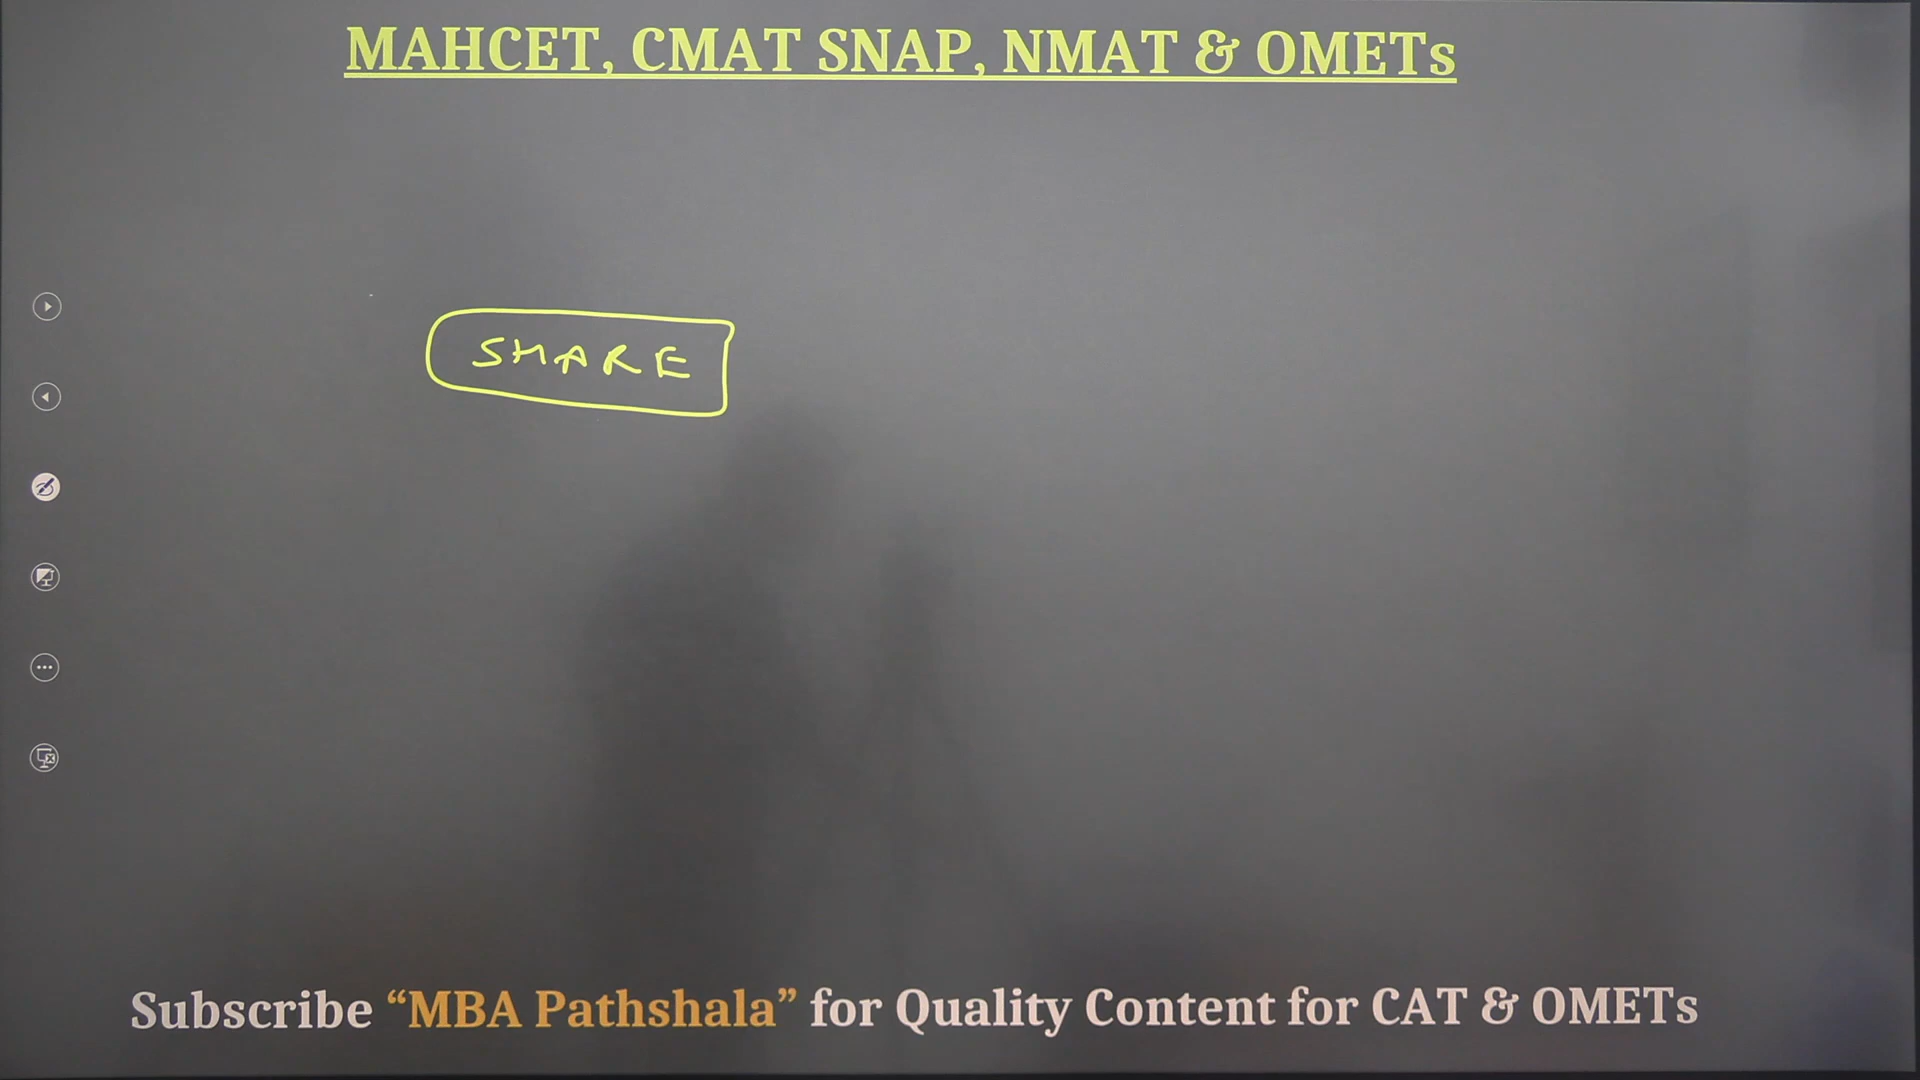 MAHCET, CMAT SNAP, NMAT & OMETs
SHARE
Subscribe “MBA Pathshala” for Quality Content for CAT & OMETs